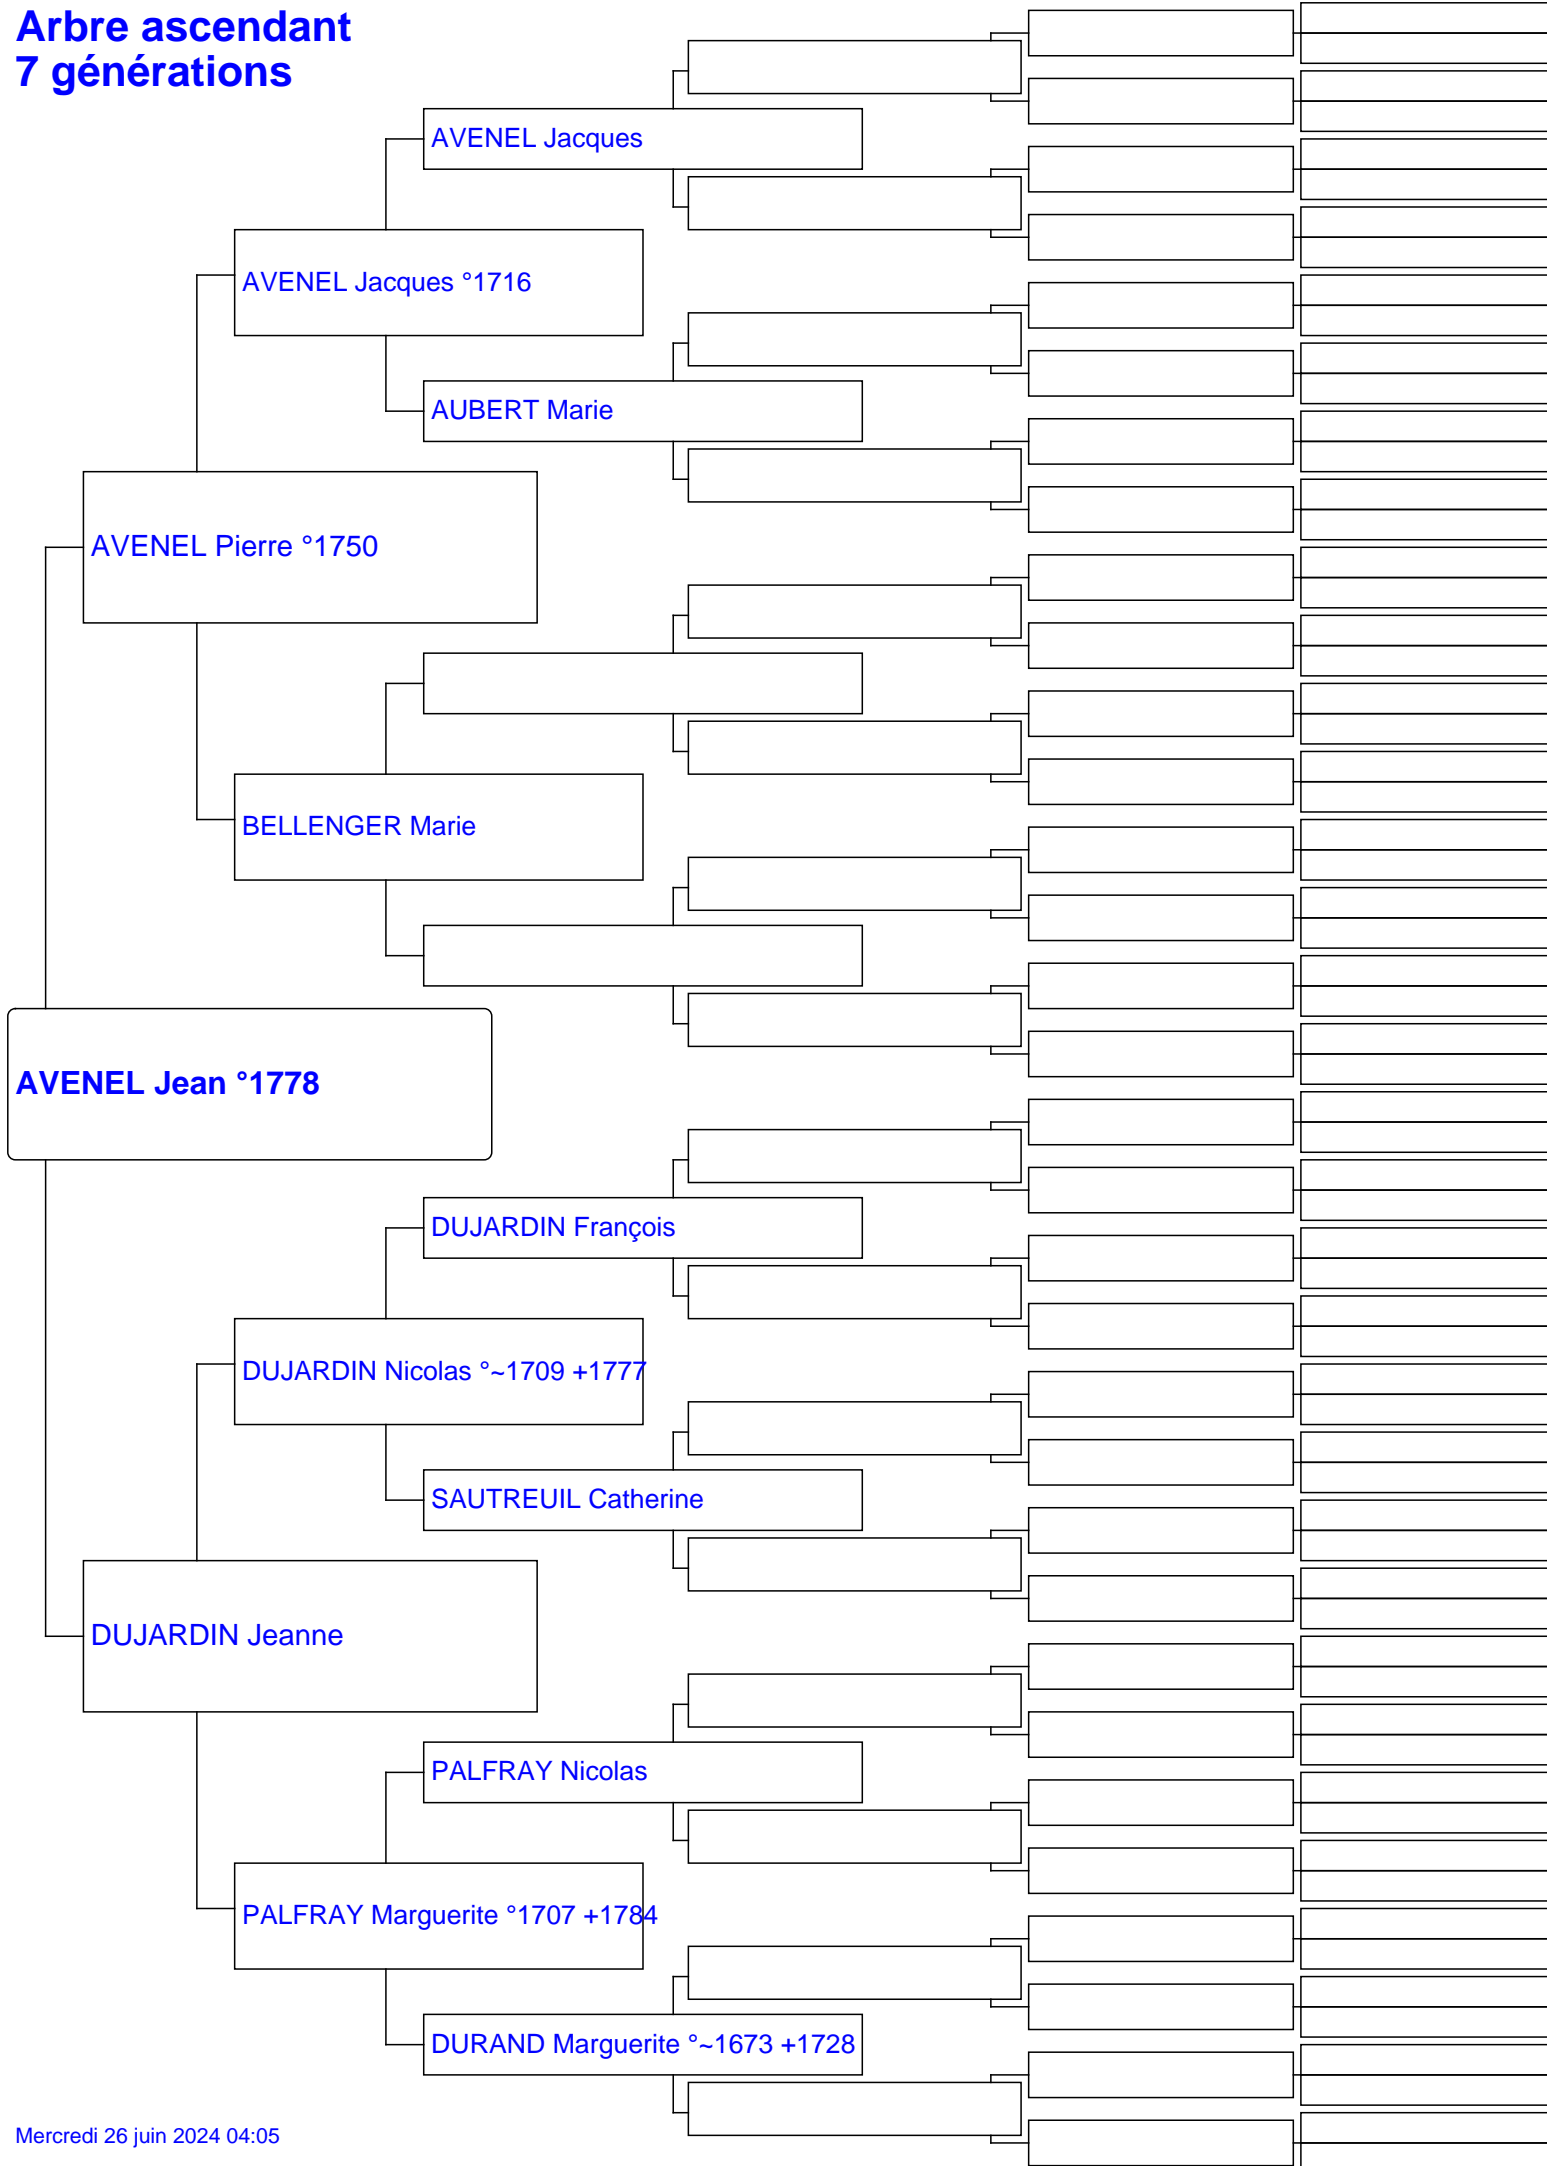 Arbre ascendant
7 générations
AVENEL Jacques
AVENEL Jacques °1716
AUBERT Marie
AVENEL Pierre °1750
BELLENGER Marie
AVENEL Jean °1778
DUJARDIN François
DUJARDIN Nicolas °~1709 +1777
SAUTREUIL Catherine
DUJARDIN Jeanne
PALFRAY Nicolas
PALFRAY Marguerite °1707 +1784
DURAND Marguerite °~1673 +1728
Mercredi 26 juin 2024 04:05